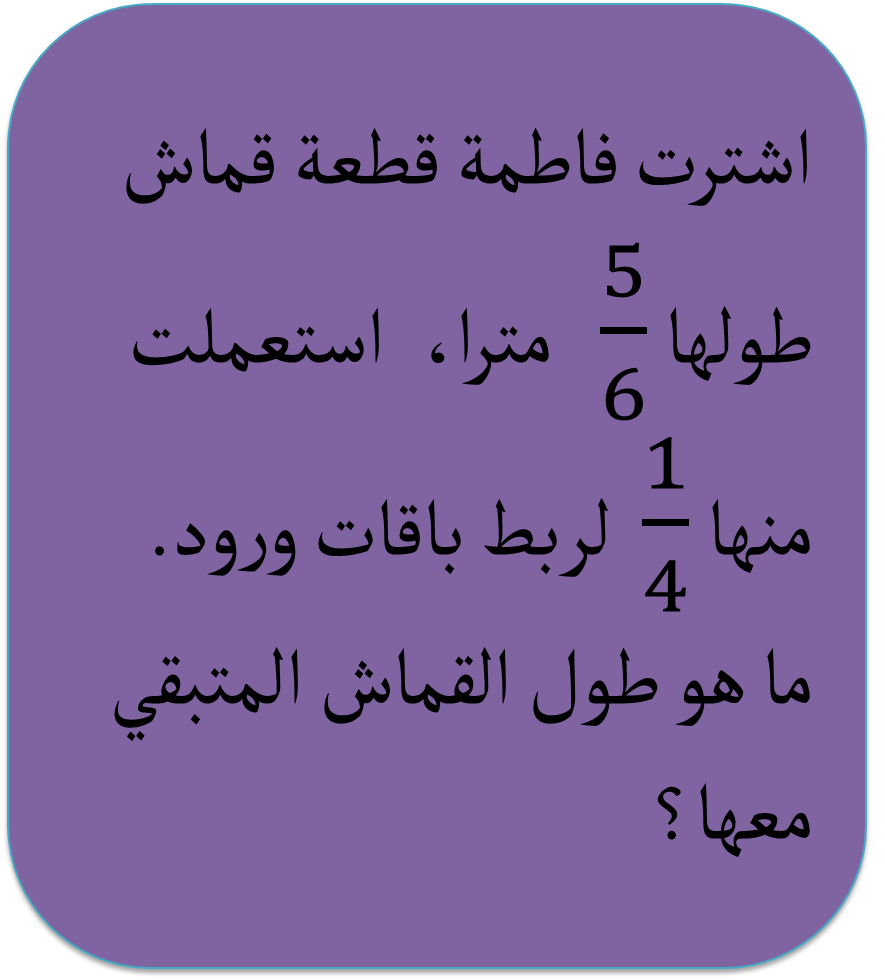 اشترت فاطمة قطعة قماش
طولها 5/6 مترا، استعملت
منها 1/4 لربط باقات ورود.
ما هو طول القماش المتبقي
معها ؟